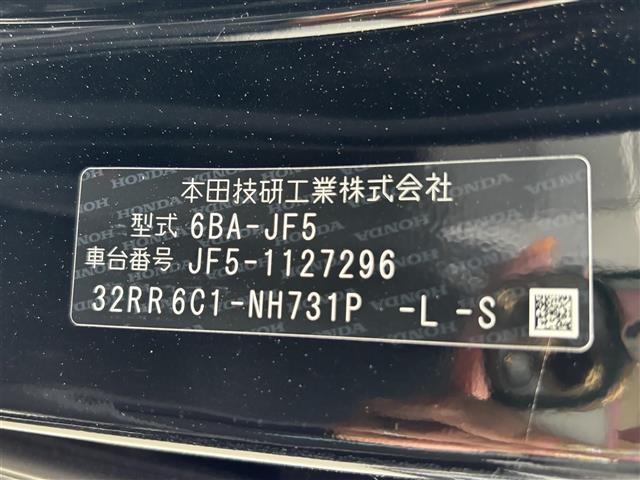 本田技研工業株式会社
型式 6BA-JF5
車台番号 JF5-1127296
32RR6C1-NH731P -L -S